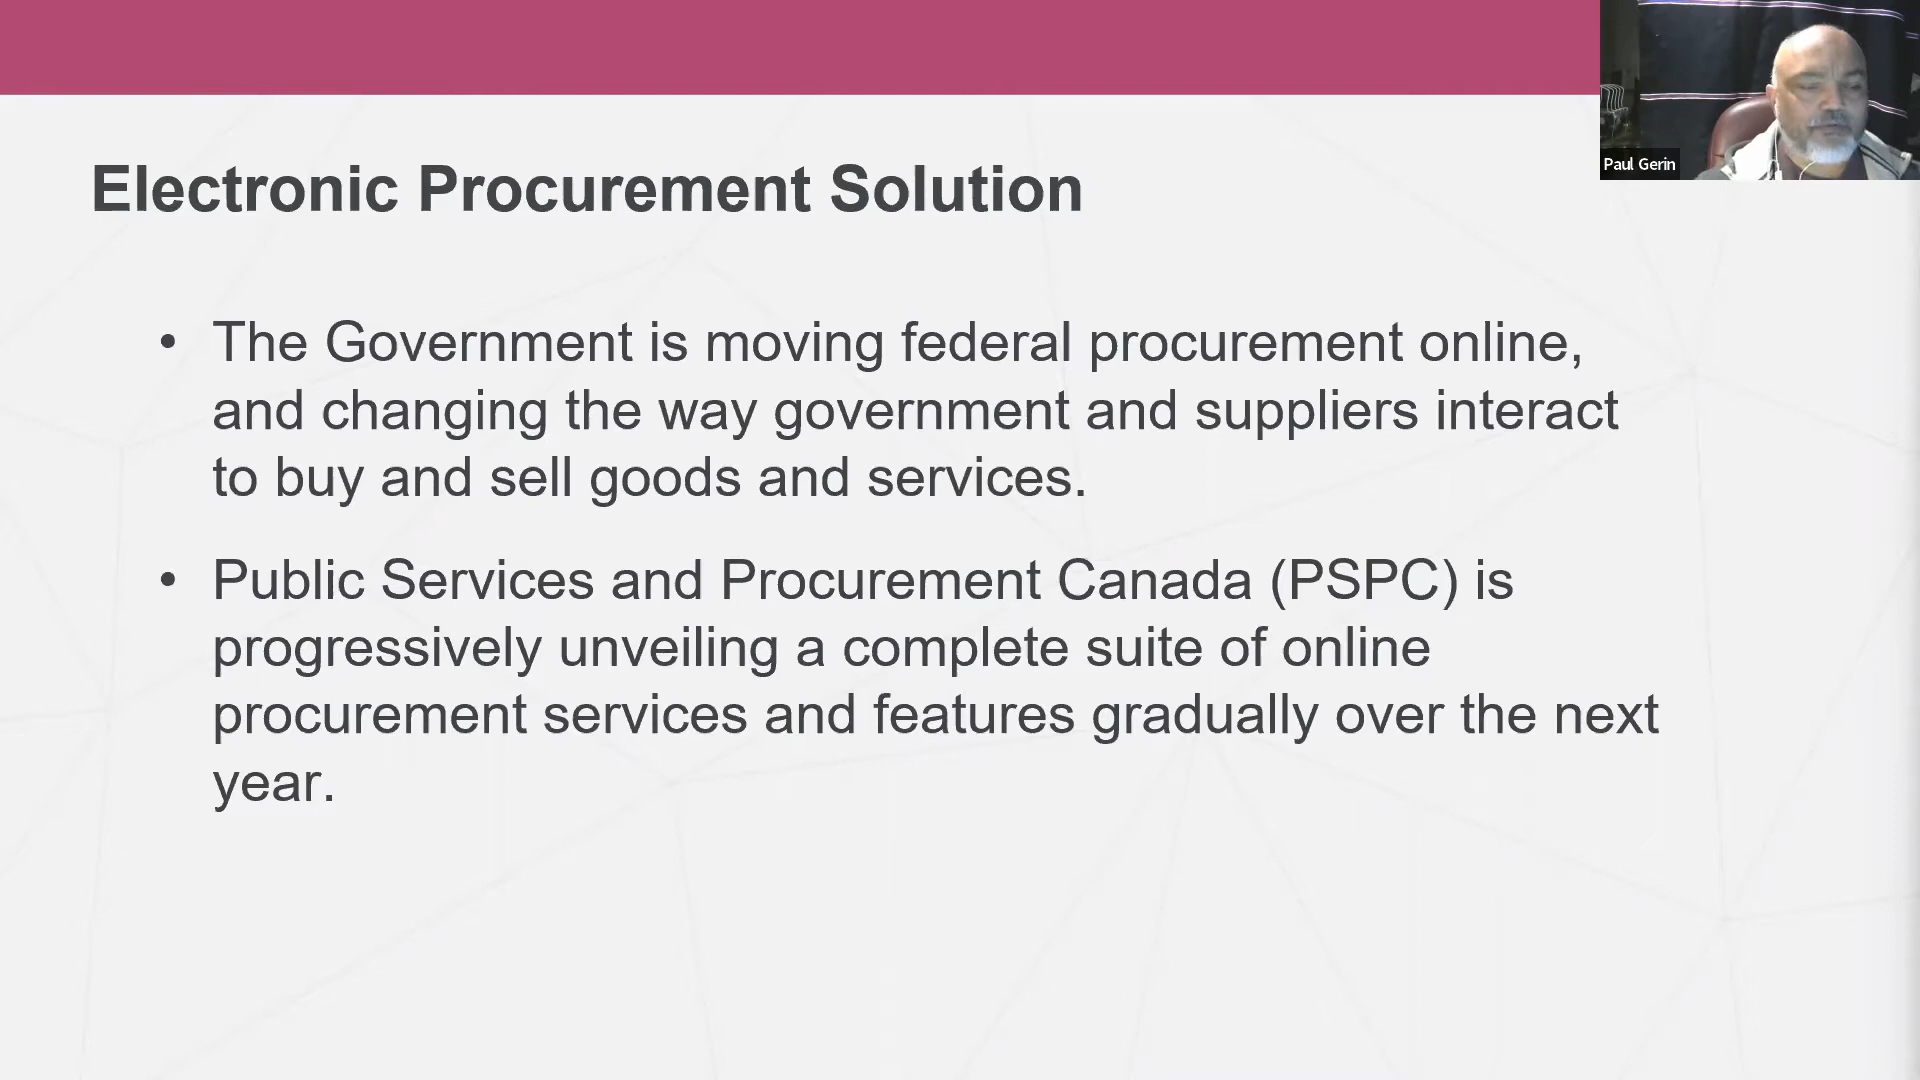 Paul Gerin
Electronic Procurement Solution
• The Government is moving federal procurement online,
and changing the way government and suppliers interact
to buy and sell goods and services.
• Public Services and Procurement Canada (PSPC) is
progressively unveiling a complete suite of online
procurement services and features gradually over the next
year.